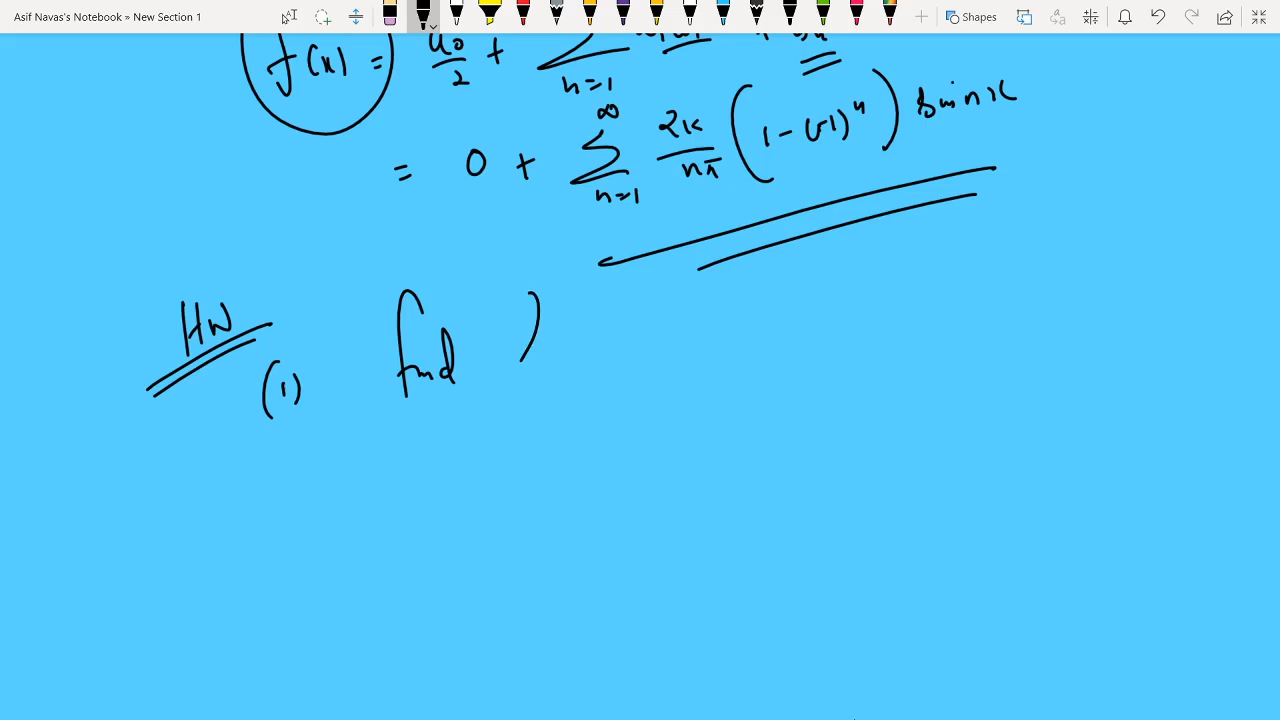 Asif Navas's Notebook » New Section 1
Shapes
f(x) = a0/2 + ∑ n=1
= 0 + ∑ n=1 ∞ 2k/nπ (1 - (-1)^n) sin nx
HW
(1) find )